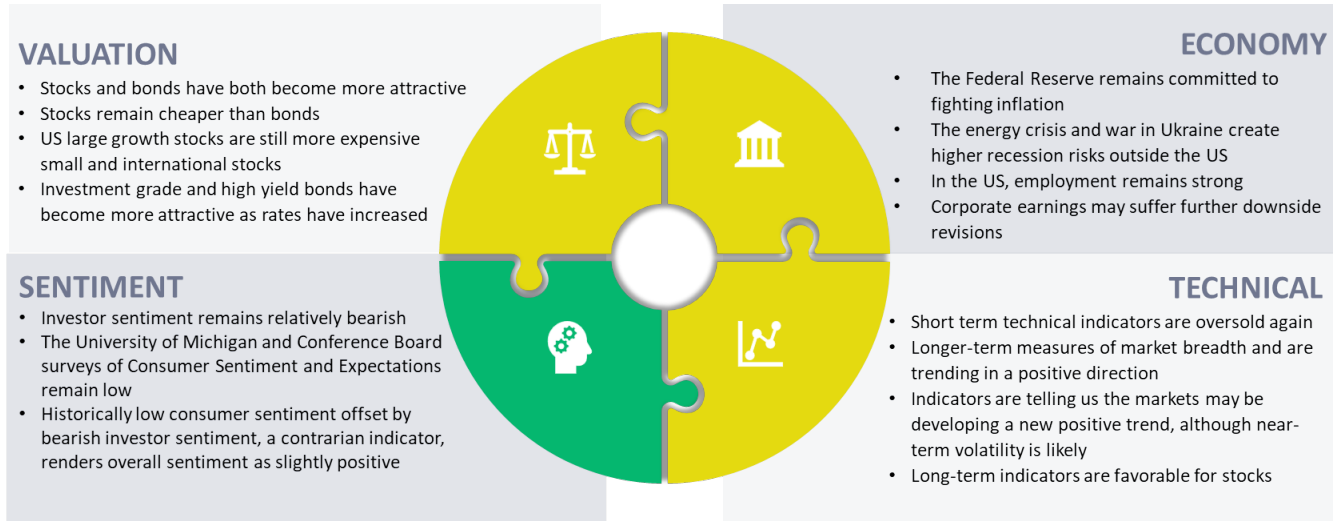 VALUATION
• Stocks and bonds have both become more attractive
• Stocks remain cheaper than bonds
• US large growth stocks are still more expensive
small and international stocks
• Investment grade and high yield bonds have
become more attractive as rates have increased
ECONOMY
• The Federal Reserve remains committed to
fighting inflation
• The energy crisis and war in Ukraine create
higher recession risks outside the US
• In the US, employment remains strong
• Corporate earnings may suffer further downside
revisions
SENTIMENT
• Investor sentiment remains relatively bearish
• The University of Michigan and Conference Board
surveys of Consumer Sentiment and Expectations
remain low
• Historically low consumer sentiment offset by
bearish investor sentiment, a contrarian indicator,
renders overall sentiment as slightly positive
TECHNICAL
• Short term technical indicators are oversold again
• Longer-term measures of market breadth and are
trending in a positive direction
• Indicators are telling us the markets may be
developing a new positive trend, although near-
term volatility is likely
• Long-term indicators are favorable for stocks